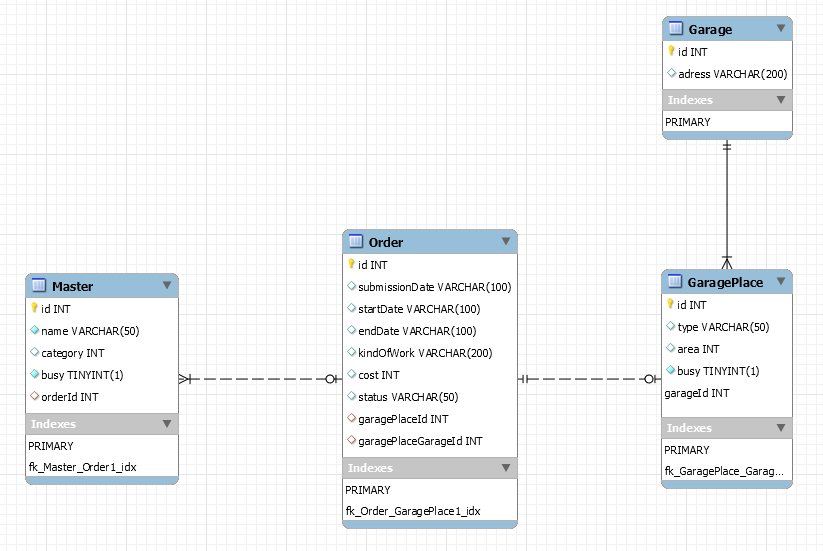 Garage
id INT
adress VARCHAR(200)
Indexes
PRIMARY
Order
id INT
submissionDate VARCHAR(100)
startDate VARCHAR(100)
endDate VARCHAR(100)
kindOfWork VARCHAR(200)
cost INT
status VARCHAR(50)
garagePlaceId INT
garagePlaceGarageId INT
Indexes
PRIMARY
fk_Order_GaragePlace1_idx
Master
id INT
name VARCHAR(50)
category INT
busy TINYINT(1)
orderId INT
Indexes
PRIMARY
fk_Master_Order1_idx
GaragePlace
id INT
type VARCHAR(50)
area INT
busy TINYINT(1)
garageId INT
Indexes
PRIMARY
fk_GaragePlace_Garag...